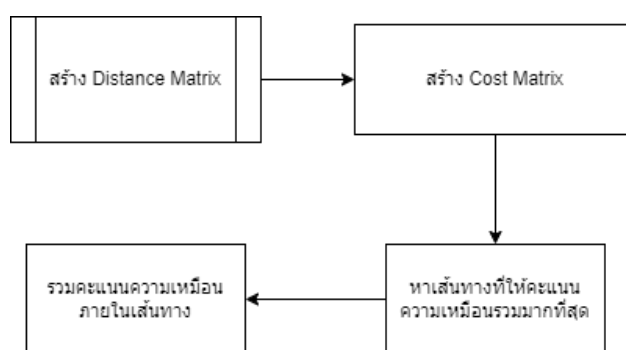 สร้าง Distance Matrix
สร้าง Cost Matrix
หาเส้นทางที่ให้คะแนน
ความเหมือนรวมมากที่สุด
รวมคะแนนความเหมือน
ภายในเส้นทาง